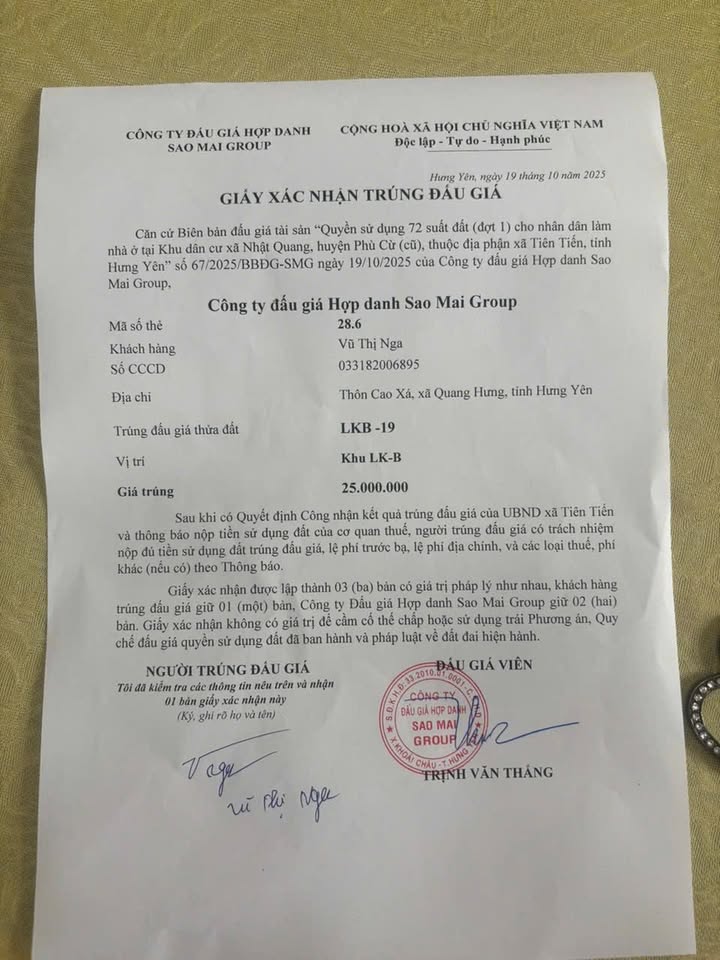 CÔNG TY ĐẤU GIÁ HỢP DANH
SAO MAI GROUP
CỘNG HOÀ XÃ HỘI CHỦ NGHĨA VIỆT NAM
Độc lập - Tự do - Hạnh phúc
Hưng Yên, ngày 19 tháng 10 năm 2025
GIẤY XÁC NHẬN TRÚNG ĐẤU GIÁ
Căn cứ Biên bản đấu giá tài sản “Quyền sử dụng 72 suất đất (đợt 1) cho nhân dân làm
nhà ở tại Khu dân cư xã Nhật Quang, huyện Phù Cừ (cũ), thuộc địa phận xã Tiên Tiến, tỉnh
Hưng Yên” số 67/2025/BBĐG-SMG ngày 19/10/2025 của Công ty đấu giá Hợp danh Sao
Mai Group,
Công ty đấu giá Hợp danh Sao Mai Group
Mã số thẻ 28.6
Khách hàng Vũ Thị Nga
Số CCCD 033182006895
Địa chỉ Thôn Cao Xá, xã Quang Hưng, tỉnh Hưng Yên
Trúng đấu giá thửa đất LKB -19
Vị trí Khu LK-B
Giá trúng 25.000.000
Sau khi có Quyết định Công nhận kết quả trúng đấu giá của UBND xã Tiên Tiến
và thông báo nộp tiền sử dụng đất của cơ quan thuế, người trúng đấu giá có trách nhiệm
nộp đủ tiền sử dụng đất trúng đấu giá, lệ phí trước bạ, lệ phí địa chính, và các loại thuế, phí
khác (nếu có) theo Thông báo.
Giấy xác nhận được lập thành 03 (ba) bản có giá trị pháp lý như nhau, khách hàng
trúng đấu giá giữ 01 (một) bản, Công ty Đấu giá Hợp danh Sao Mai Group giữ 02 (hai)
bản. Giấy xác nhận không có giá trị để cầm cố thế chấp hoặc sử dụng trái Phương án, Quy
chế đấu giá quyền sử dụng đất đã ban hành và pháp luật về đất đai hiện hành.
NGƯỜI TRÚNG ĐẤU GIÁ
Tôi đã kiểm tra các thông tin nêu trên và nhận
01 bản giấy xác nhận này
(Ký, ghi rõ họ và tên)
Nga
Vũ Thị Nga
ĐẤU GIÁ VIÊN
CÔNG TY
ĐẤU GIÁ HỢP DANH
SAO MAI
GROUP
X.KHOÁI CHÂU - T.HƯNG
TRỊNH VĂN THẮNG